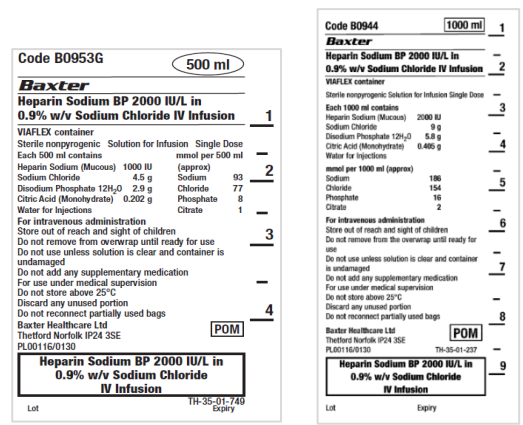 Code B0953G
500 ml
Baxter
Heparin Sodium BP 2000 IU/L in
0.9% w/v Sodium Chloride IV Infusion
1
VIAFLEX container
Sterile nonpyrogenic Solution for Infusion Single Dose
Each 500 ml contains mmol per 500 ml
Heparin Sodium (Mucous) 1000 IU (approx)
2
Sodium Chloride 4.5 g Sodium 93
Disodium Phosphate 12H₂0 2.9 g Chloride 77
Citric Acid (Monohydrate) 0.202 g Phosphate 8
Water for Injections Citrate 1
For intravenous administration
Store out of reach and sight of children
3
Do not remove from overwrap until ready for use
Do not use unless solution is clear and container is
undamaged
Do not add any supplementary medication
For use under medical supervision
Do not store above 25°C
Discard any unused portion
4
Do not reconnect partially used bags
Baxter Healthcare Ltd
Thetford Norfolk IP24 3SE
POM
PL00116/0130
Heparin Sodium BP 2000 IU/L in
0.9% w/v Sodium Chloride
IV Infusion
TH-35-01-749
Lot Expiry
Code B0944
1000 ml
1
Baxter
Heparin Sodium BP 2000 IU/L in
0.9% w/v Sodium Chloride IV Infusion
2
VIAFLEX container
Sterile nonpyrogenic Solution for Infusion Single Dose
Each 1000 ml contains
3
Heparin Sodium (Mucous) 2000 IU
Sodium Chloride 9 g
Disodium Phosphate 12H₂0 5.8 g
Citric Acid (Monohydrate) 0.405 g
4
Water for Injections
mmol per 1000 ml (approx)
Sodium 186
5
Chloride 154
Phosphate 16
Citrate 2
For intravenous administration
6
Store out of reach and sight of children
Do not remove from the overwrap until ready for
use
Do not use unless solution is clear and container
is undamaged
7
Do not add any supplementary medication
For use under medical supervision
Do not store above 25°C
Discard any unused portion
Do not reconnect partially used bags
8
Baxter Healthcare Ltd
Thetford Norfolk IP24 3SE
POM
PL00116/0130 TH-35-01-237
Heparin Sodium BP 2000 IU/L in
9
0.9% w/v Sodium Chloride
IV Infusion
Lot Expiry